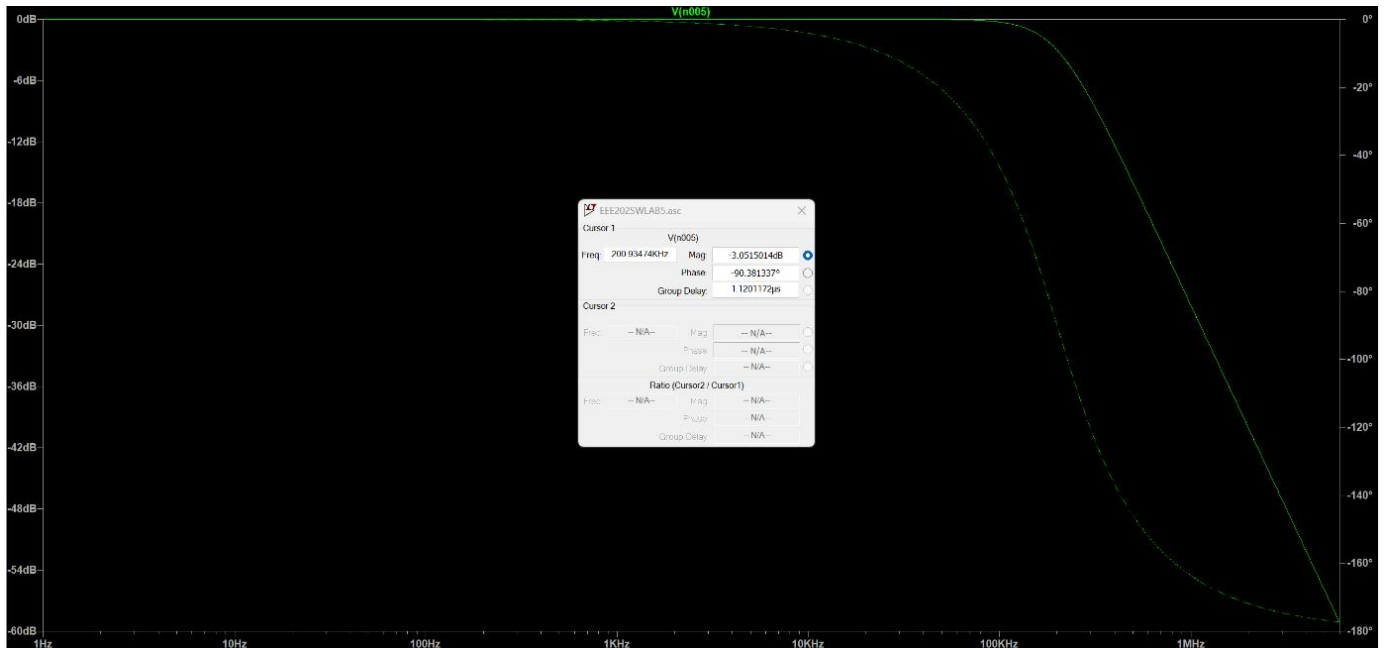 V(n005)
0dB
0°
-6dB
-20°
-12dB
-40°
-18dB
-60°
-24dB
-80°
-30dB
-100°
-36dB
-120°
-42dB
-140°
-48dB
-160°
-54dB
-180°
-60dB
EEE202SWLAB5.asc
Cursor 1
V(n005)
Freq: 200.93474KHz Mag: -3.0515014dB
Phase: -90.381337°
Group Delay: 1.1201172µs
Cursor 2
Freq: -- N/A-- Mag: -- N/A--
Phase: -- N/A--
Group Delay: -- N/A--
Ratio (Cursor2 / Cursor1)
Freq: -- N/A-- Mag: -- N/A--
Phase: -- N/A--
Group Delay: -- N/A--
1Hz 10Hz 100Hz 1KHz 10KHz 100KHz 1MHz